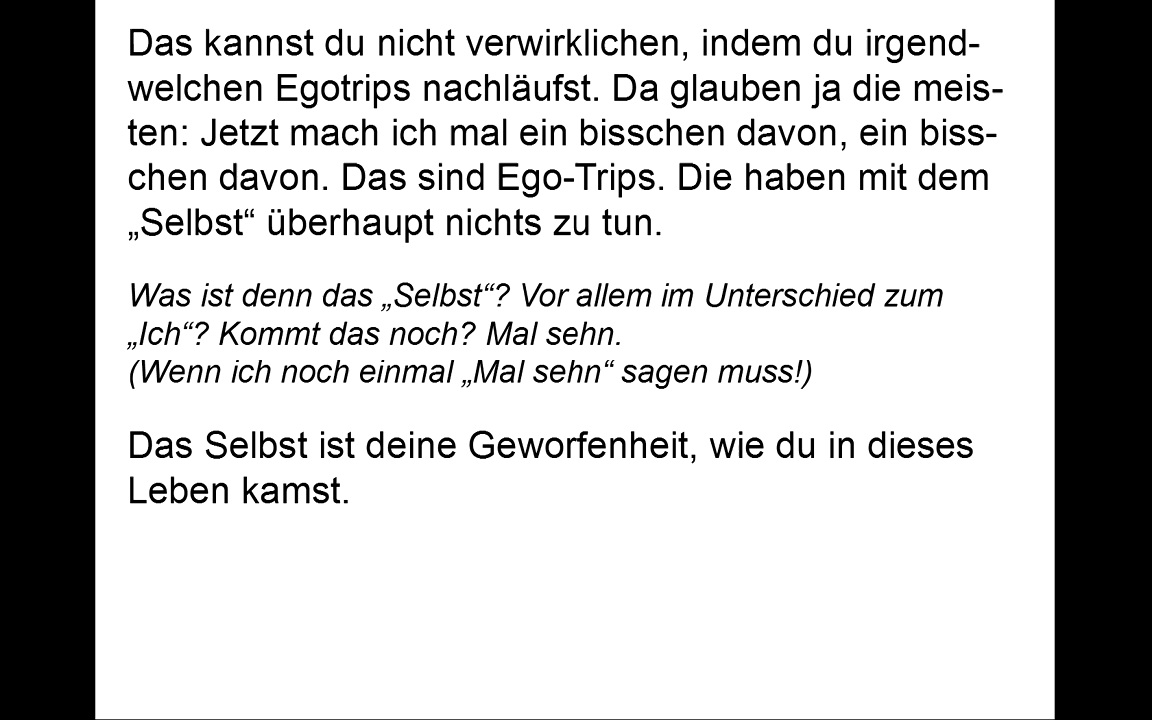 Das kannst du nicht verwirklichen, indem du irgend-
welchen Egotrips nachläufst. Da glauben ja die meis-
ten: Jetzt mach ich mal ein bisschen davon, ein biss-
chen davon. Das sind Ego-Trips. Die haben mit dem
„Selbst“ überhaupt nichts zu tun.
Was ist denn das „Selbst“? Vor allem im Unterschied zum
„Ich“? Kommt das noch? Mal sehn.
(Wenn ich noch einmal „Mal sehn“ sagen muss!)
Das Selbst ist deine Geworfenheit, wie du in dieses
Leben kamst.